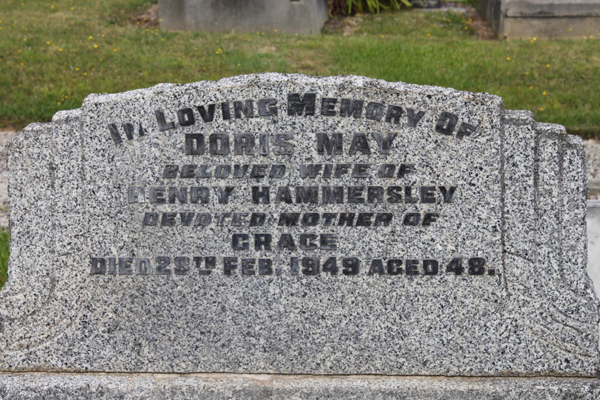 IN LOVING MEMORY OF
DORIS MAY
BELOVED WIFE OF
HENRY HAMMERSLEY
DEVOTED MOTHER OF
GRACE
DIED 25TH FEB. 1949 AGED 48.